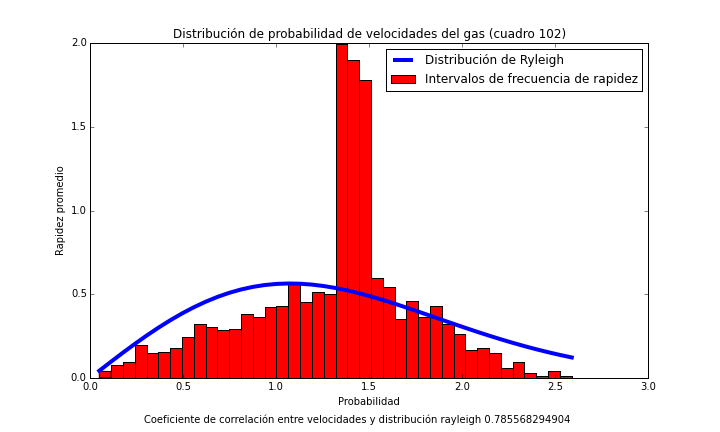 Distribución de probabilidad de velocidades del gas (cuadro 102)
2.0
Distribución de Ryleigh
Intervalos de frecuencia de rapidez
1.5
Rapidez promedio
1.0
0.5
0.0
0.0 0.5 1.0 1.5 2.0 2.5 3.0
Probabilidad
Coeficiente de correlación entre velocidades y distribución rayleigh 0.785568294904